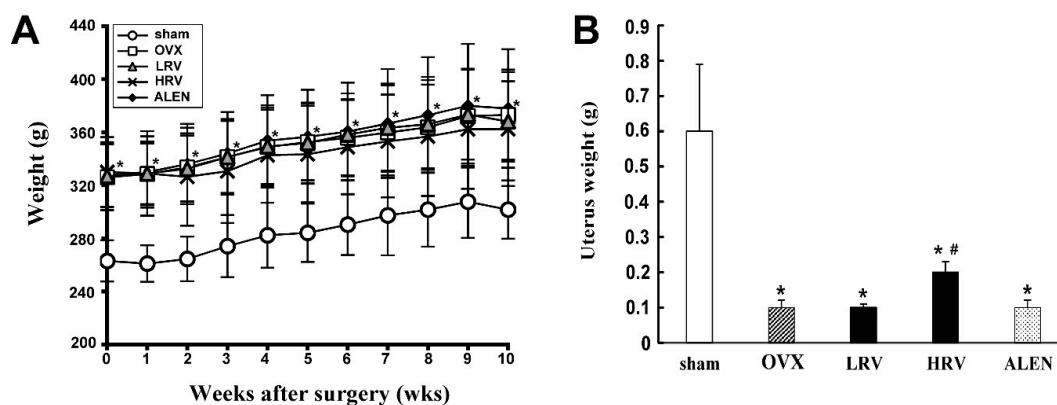 A
sham
OVX
LRV
HRV
ALEN
Weight (g)
440
400
360
320
280
240
200
* * * * * * * * * * *
0 1 2 3 4 5 6 7 8 9 10
Weeks after surgery (wks)
B
Uterus weight (g)
0.9
0.8
0.7
0.6
0.5
0.4
0.3
0.2
0.1
0
* * * # *
sham OVX LRV HRV ALEN